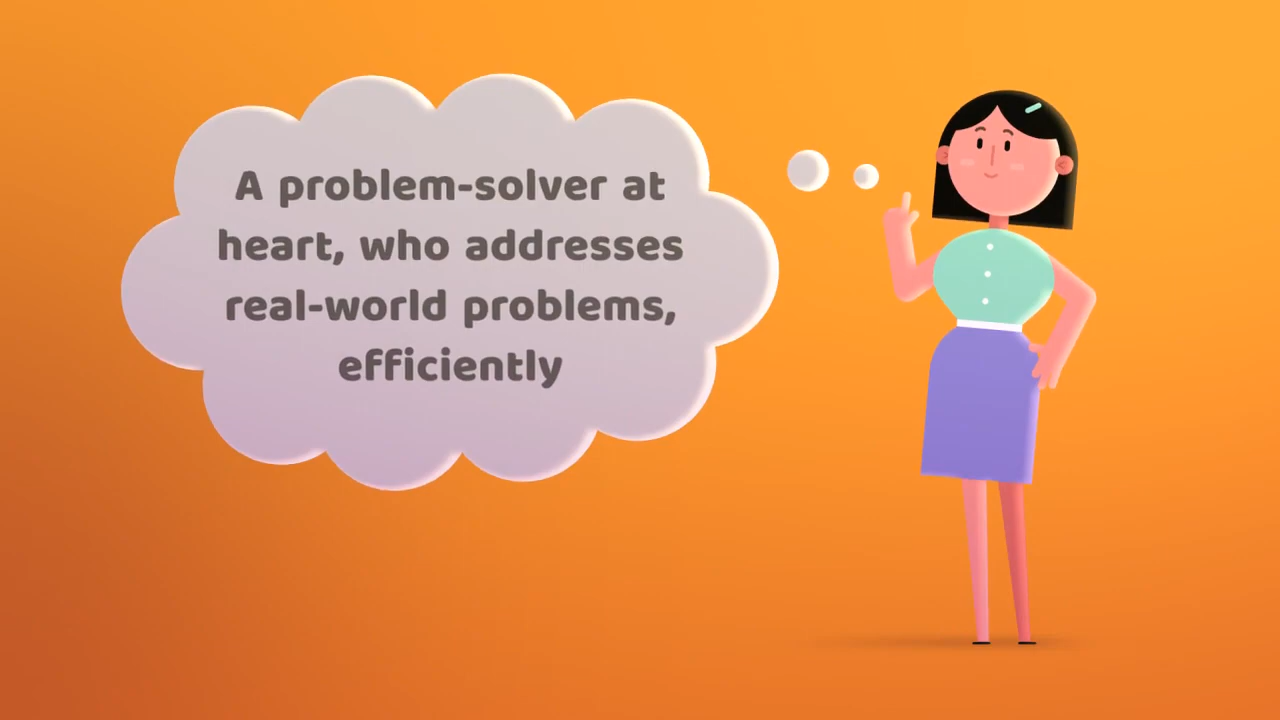 A problem-solver at
heart, who addresses
real-world problems,
efficiently